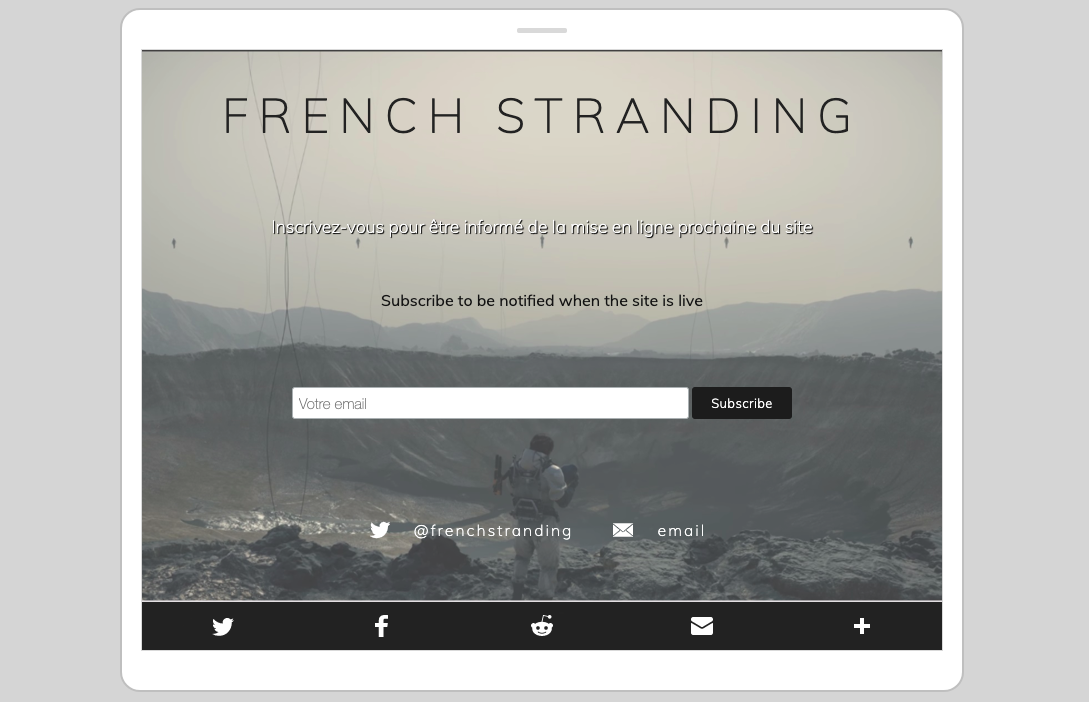 FRENCH STRANDING
Inscrivez-vous pour être informé de la mise en ligne prochaine du site
Subscribe to be notified when the site is live
Votre email
Subscribe
@frenchstranding
email